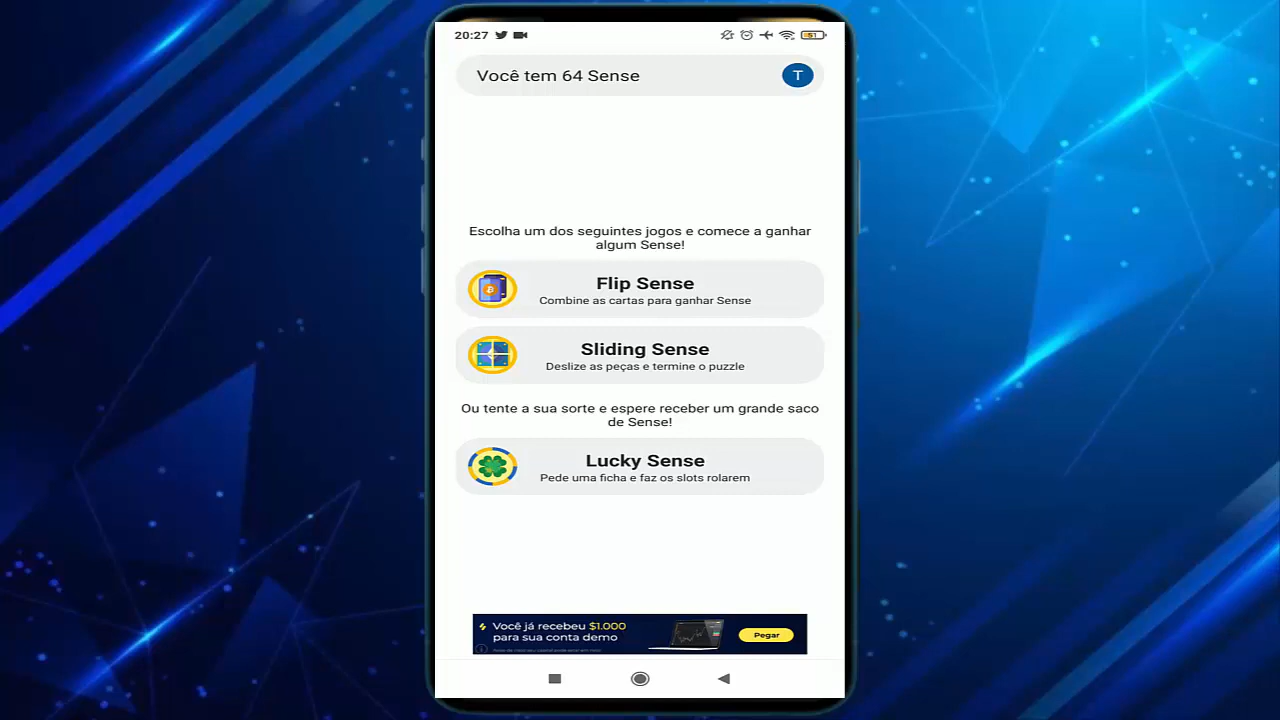 20:27
51
Você tem 64 Sense
T
Escolha um dos seguintes jogos e comece a ganhar
algum Sense!
Flip Sense
Combine as cartas para ganhar Sense
Sliding Sense
Deslize as peças e termine o puzzle
Ou tente a sua sorte e espere receber um grande saco
de Sense!
Lucky Sense
Pede uma ficha e faz os slots rolarem
Você já recebeu $1.000
para sua conta demo
Pegar